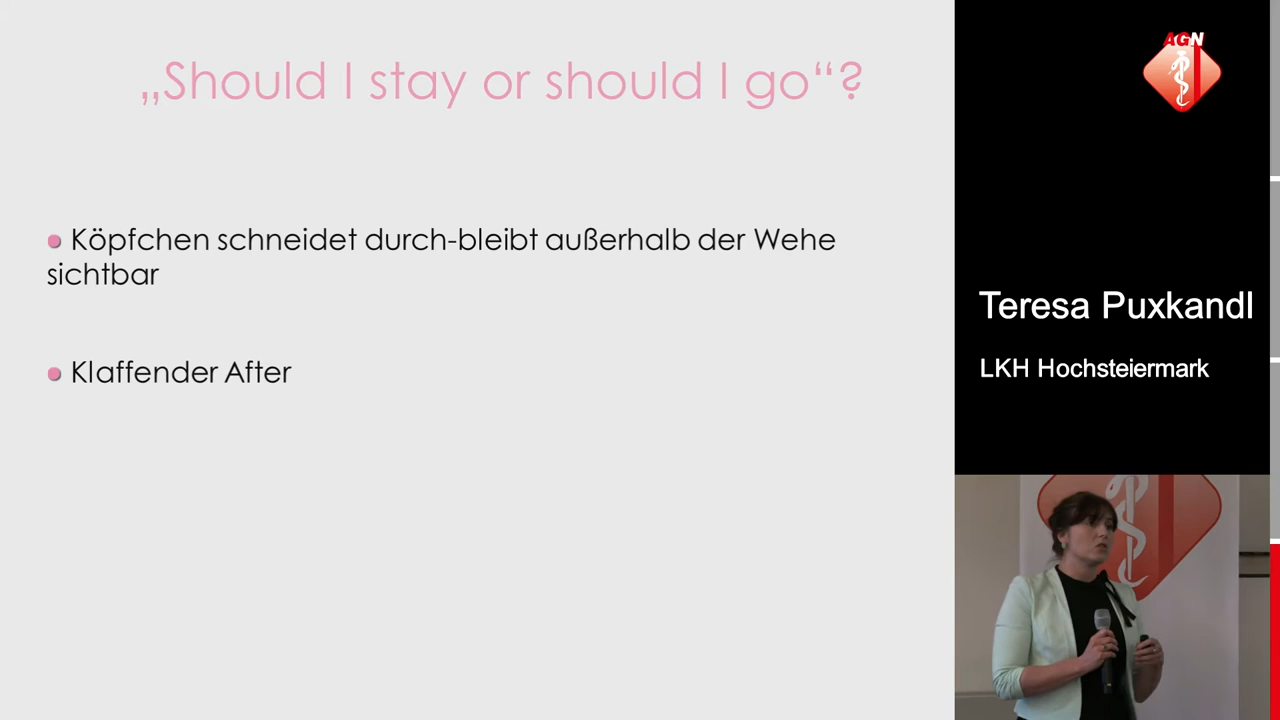 „Should I stay or should I go“?
Köpfchen schneidet durch-bleibt außerhalb der Wehe
sichtbar
Klaffender After
AGN
Teresa Puxkandl
LKH Hochsteiermark